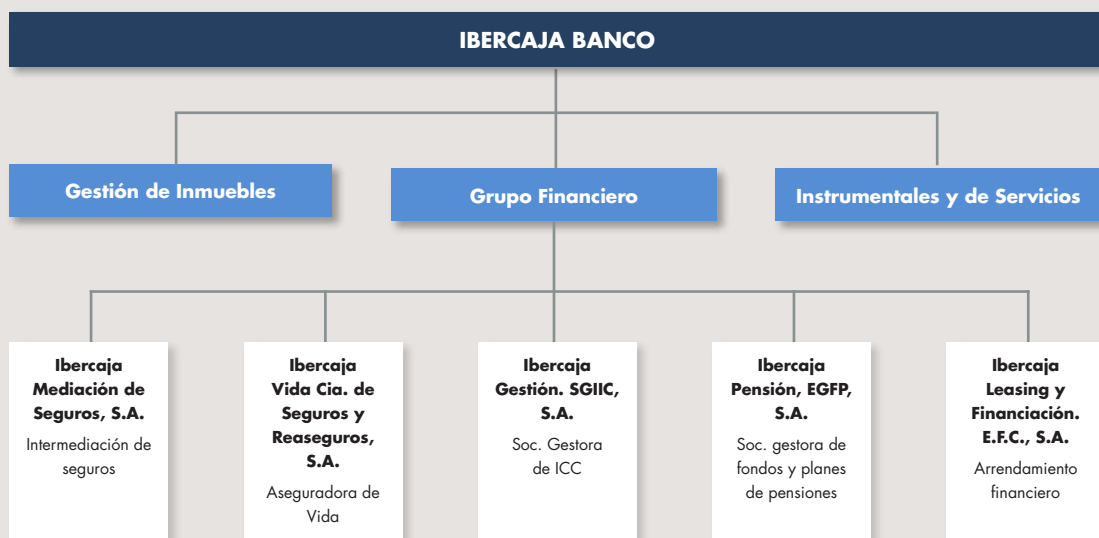 IBERCAJA BANCO
Gestión de Inmuebles
Grupo Financiero
Instrumentales y de Servicios
Ibercaja
Mediación de
Seguros, S.A.
Intermediación de
seguros
Ibercaja
Vida Cia. de
Seguros y
Reaseguros,
S.A.
Aseguradora de
Vida
Ibercaja
Gestión. SGIIC,
S.A.
Soc. Gestora
de ICC
Ibercaja
Pensión, EGFP,
S.A.
Soc. gestora de
fondos y planes
de pensiones
Ibercaja
Leasing y
Financiación.
E.F.C., S.A.
Arrendamiento
financiero